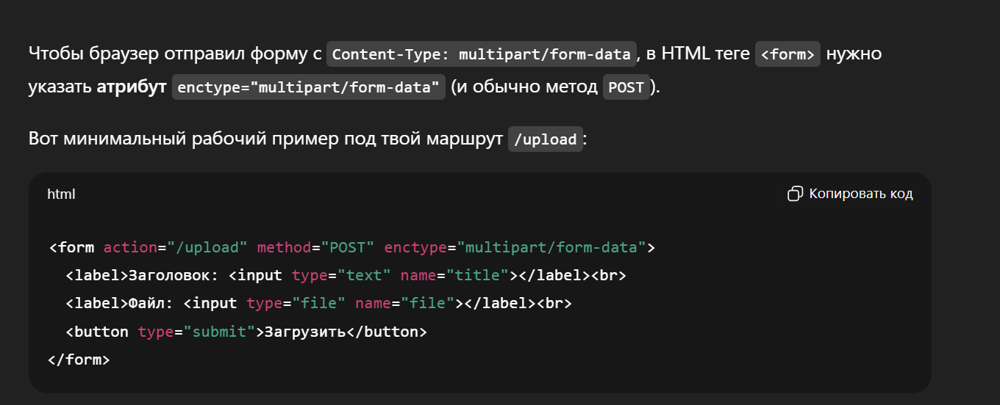 Чтобы браузер отправил форму с Content-Type: multipart/form-data, в HTML теге <form> нужно
указать атрибут enctype="multipart/form-data" (и обычно метод POST).
Вот минимальный рабочий пример под твой маршрут /upload:
html
Копировать код
<form action="/upload" method="POST" enctype="multipart/form-data">
  <label>Заголовок: <input type="text" name="title"></label><br>
  <label>Файл: <input type="file" name="file"></label><br>
  <button type="submit">Загрузить</button>
</form>